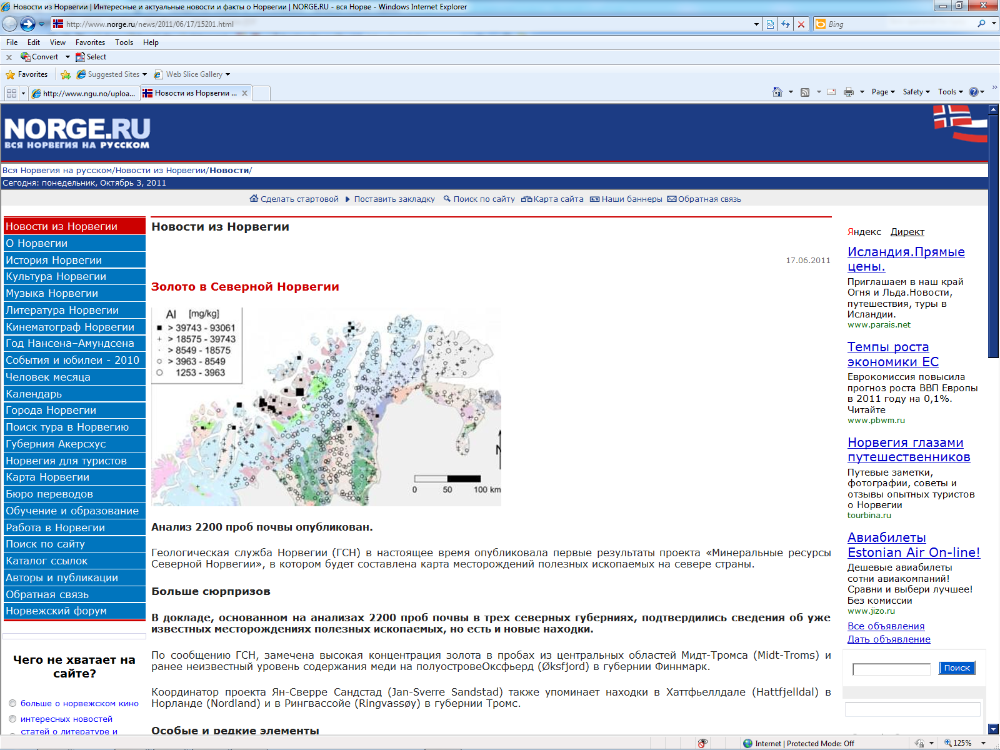 Новости из Норвегии | Интересные и актуальные новости и факты о Норвегии | NORGE.RU - вся Норве - Windows Internet Explorer
http://www.norge.ru/news/2011/06/17/15201.html
Bing
File Edit View Favorites Tools Help
x Convert Select
Favorites Suggested Sites Web Slice Gallery
http://www.ngu.no/uploa... Новости из Норвегии ... x
Page Safety Tools
NORGE.RU
ВСЯ НОРВЕГИЯ НА РУССКОМ
Вся Норвегия на русском/Новости из Норвегии/Новости/
Сегодня: понедельник, Октябрь 3, 2011
Сделать стартовой Поставить закладку Поиск по сайту Карта сайта Наши баннеры Обратная связь
Новости из Норвегии
О Норвегии
История Норвегии
Культура Норвегии
Музыка Норвегии
Литература Норвегии
Кинематограф Норвегии
Год Нансена–Амундсена
События и юбилеи - 2010
Человек месяца
Календарь
Города Норвегии
Поиск тура в Норвегию
Губерния Акерсхус
Норвегия для туристов
Карта Норвегии
Бюро переводов
Обучение и образование
Работа в Норвегии
Поиск по сайту
Каталог ссылок
Авторы и публикации
Обратная связь
Норвежский форум
Чего не хватает на
сайте?
больше о норвежском кино
интересных новостей
статей о литературе и
Новости из Норвегии
17.06.2011
Золото в Северной Норвегии
Al [mg/kg]
> 39743 - 93061
> 18575 - 39743
> 8549 - 18575
> 3963 - 8549
1253 - 3963
N
0 50 100 km
Анализ 2200 проб почвы опубликован.
Геологическая служба Норвегии (ГСН) в настоящее время опубликовала первые результаты проекта «Минеральные ресурсы
Северной Норвегии», в котором будет составлена карта месторождений полезных ископаемых на севере страны.
Больше сюрпризов
В докладе, основанном на анализах 2200 проб почвы в трех северных губерниях, подтвердились сведения об уже
известных месторождениях полезных ископаемых, но есть и новые находки.
По сообщению ГСН, замечена высокая концентрация золота в пробах из центральных областей Мидт-Тромса (Midt-Troms) и
ранее неизвестный уровень содержания меди на полуостровеОксфьерд (Øksfjord) в губернии Финнмарк.
Координатор проекта Ян-Сверре Сандстад (Jan-Sverre Sandstad) также упоминает находки в Хаттфьеллдале (Hattfjelldal) в
Норланде (Nordland) и в Рингвассойе (Ringvassøy) в губернии Тромс.
Особые и редкие элементы
Яндекс Директ
Исландия.Прямые
цены.
Приглашаем в наш край
Огня и Льда.Новости,
путешествия, туры в
Исландии.
www.parais.net
Темпы роста
экономики ЕС
Еврокомиссия повысила
прогноз роста ВВП Европы
в 2011 году на 0,1%.
Читайте
www.pbwm.ru
Норвегия глазами
путешественников
Путевые заметки,
фотографии, советы и
отзывы опытных туристов
о Норвегии
tourbina.ru
Авиабилеты
Estonian Air On-line!
Дешевые авиабилеты
сотни авиакомпаний!
Сравни и выбери лучшее!
Без комиссии
www.jizo.ru
Все объявления
Дать объявление
Поиск
Internet | Protected Mode: Off
125%